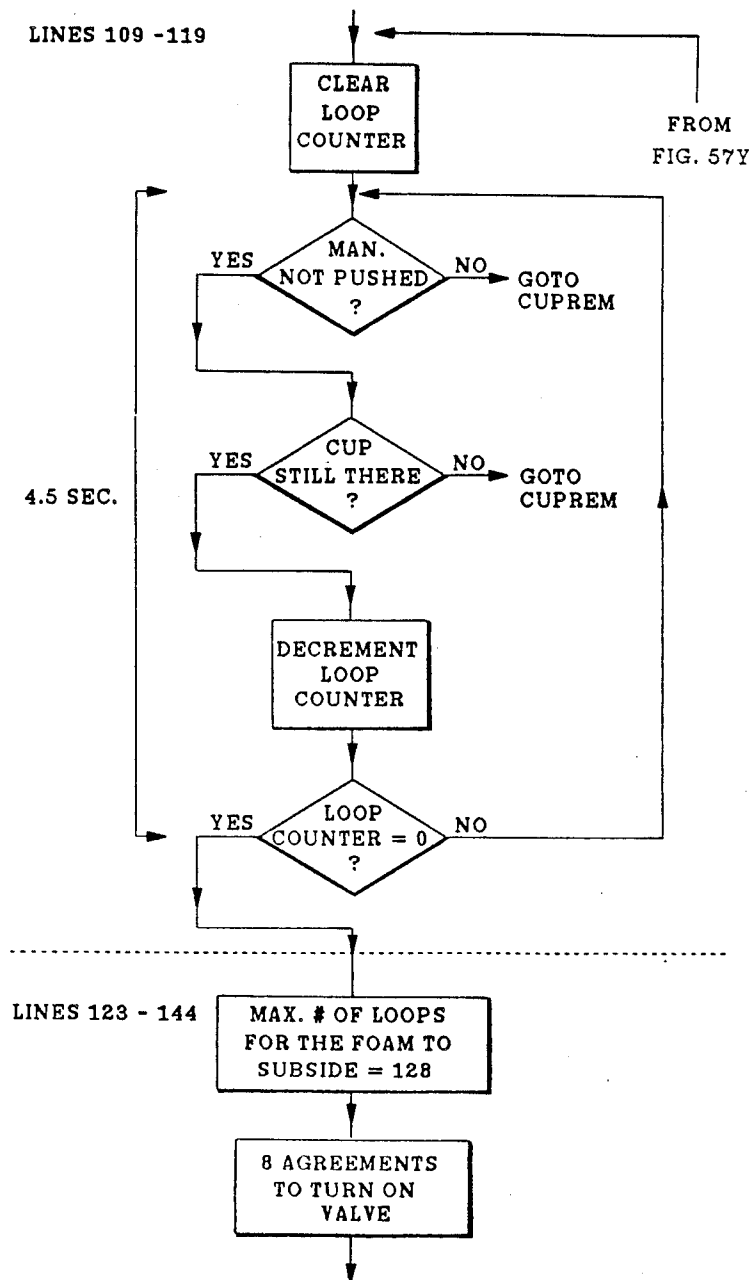 LINES 109 -119
CLEAR
LOOP
COUNTER
FROM
FIG. 57Y
MAN.
NOT PUSHED
?
YES
NO
GOTO
CUPREM
CUP
STILL THERE
?
YES
NO
GOTO
CUPREM
4.5 SEC.
DECREMENT
LOOP
COUNTER
LOOP
COUNTER = 0
?
YES
NO
LINES 123 - 144
MAX. # OF LOOPS
FOR THE FOAM TO
SUBSIDE = 128
8 AGREEMENTS
TO TURN ON
VALVE